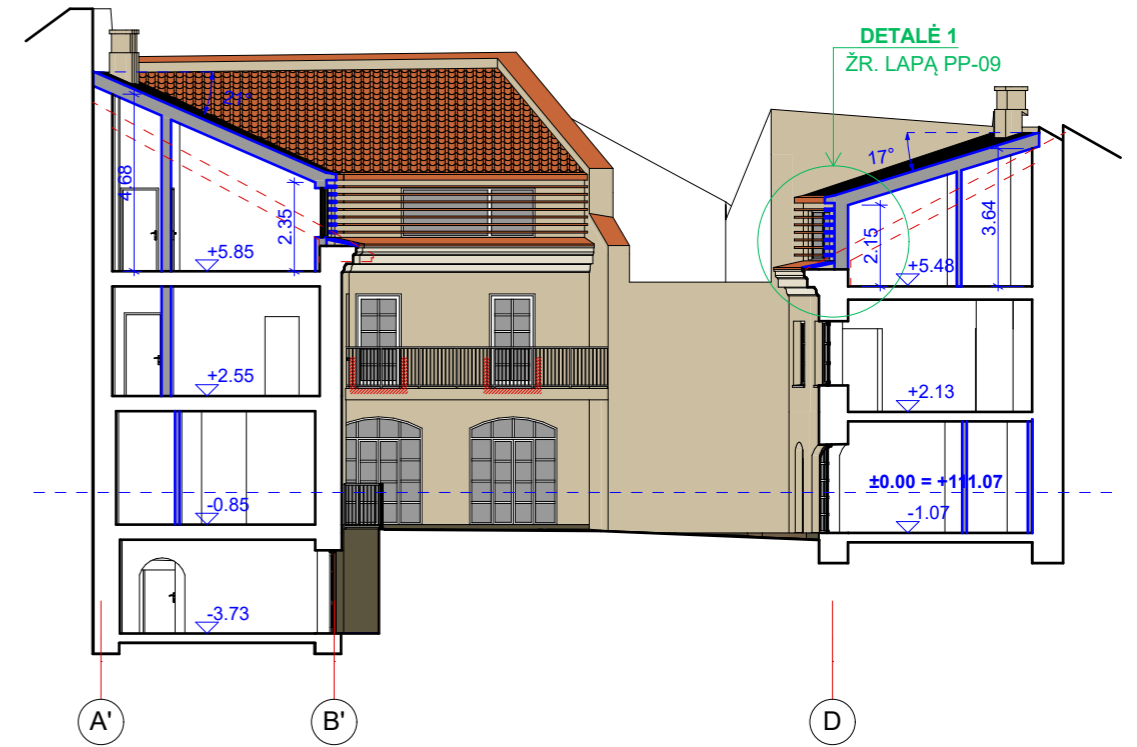 DETALĖ 1
ŽR. LAPĄ PP-09
21°
17°
4.68
2.35
2.15
3.64
+5.85
+5.48
+2.55
+2.13
±0.00 = +111.07
-0.85
-1.07
-3.73
A'
B'
D